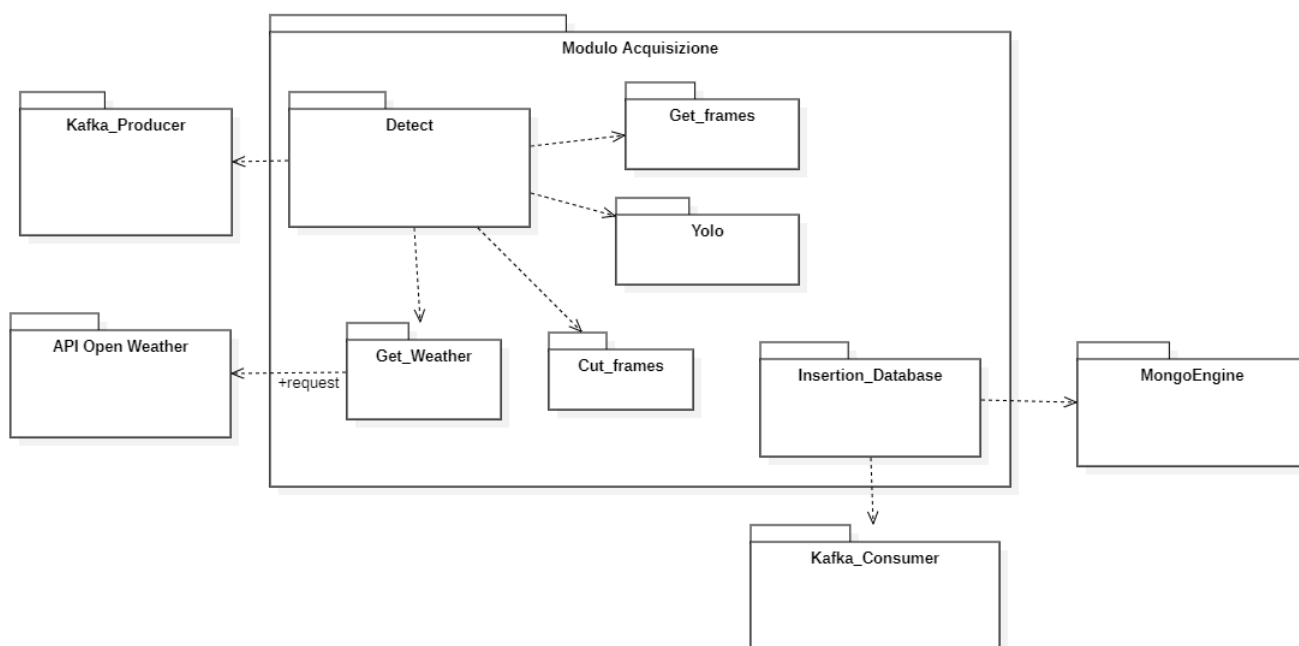 Modulo Acquisizione
Kafka_Producer
Detect
Get_frames
Yolo
API Open Weather
+request
Get_Weather
Cut_frames
Insertion_Database
MongoEngine
Kafka_Consumer